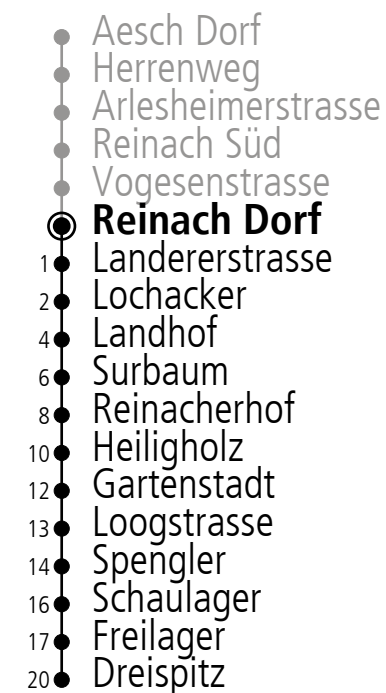 Aesch Dorf
Herrenweg
Arlesheimerstrasse
Reinach Süd
Vogesenstrasse
Reinach Dorf
1 Landererstrasse
2 Lochacker
4 Landhof
6 Surbaum
8 Reinacherhof
10 Heiligholz
12 Gartenstadt
13 Loogstrasse
14 Spengler
16 Schaulager
17 Freilager
20 Dreispitz